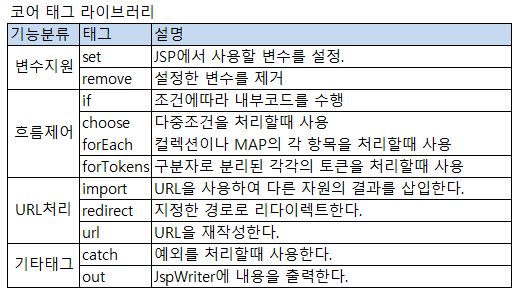 코어 태그 라이브러리
기능분류 태그 설명
변수지원 set JSP에서 사용할 변수를 설정.
remove 설정한 변수를 제거
흐름제어 if 조건에따라 내부코드를 수행
choose 다중조건을 처리할때 사용
forEach 컬렉션이나 MAP의 각 항목을 처리할때 사용
forTokens 구분자로 분리된 각각의 토큰을 처리할때 사용
URL처리 import URL을 사용하여 다른 자원의 결과를 삽입한다.
redirect 지정한 경로로 리다이렉트한다.
url URL을 재작성한다.
기타태그 catch 예외를 처리할때 사용한다.
out JspWriter에 내용을 출력한다.